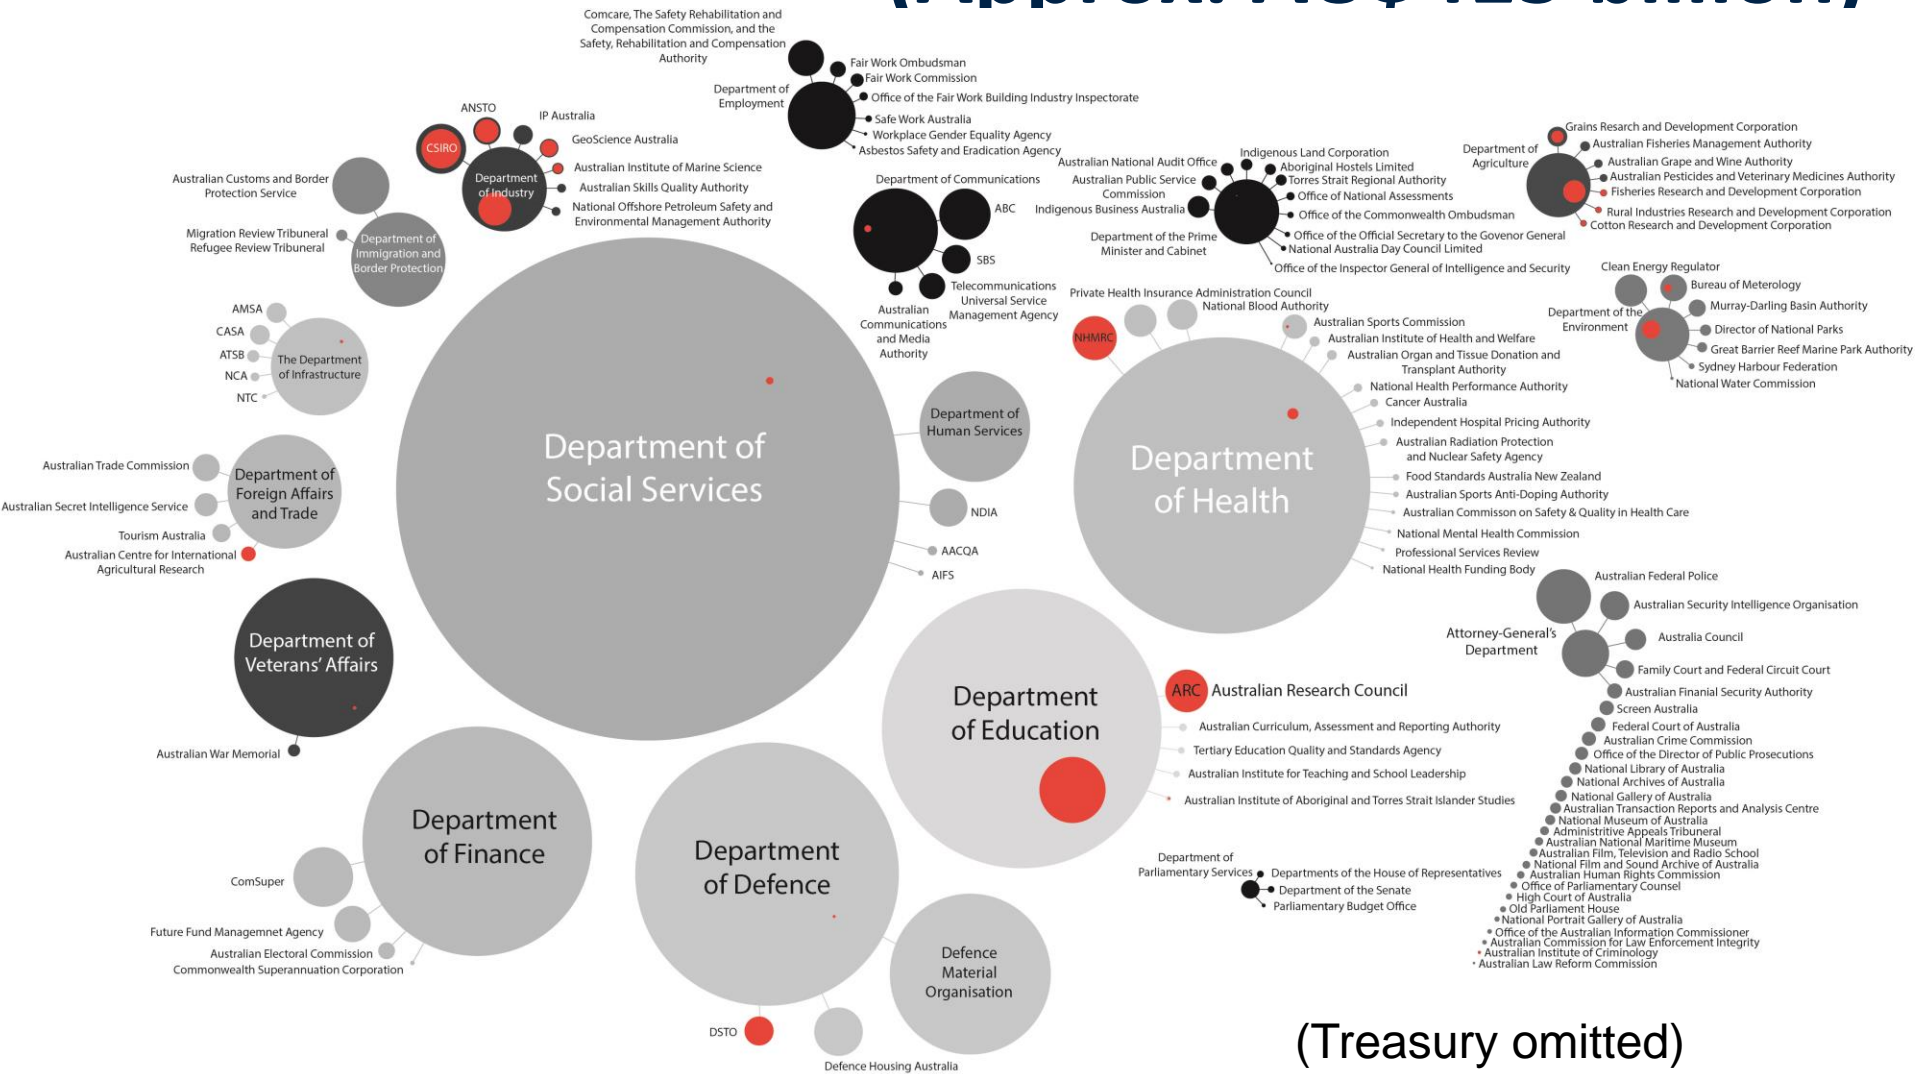 (Approx. AU$ 425 billion)
Comcare, The Safety Rehabilitation and
Compensation Commission, and the
Safety, Rehabilitation and Compensation
Authority
Fair Work Ombudsman
Fair Work Commission
Department of
Employment
Office of the Fair Work Building Industry Inspectorate
Safe Work Australia
Workplace Gender Equality Agency
Asbestos Safety and Eradication Agency
ANSTO
IP Australia
CSIRO
GeoScience Australia
Australian Institute of Marine Science
Department
of Industry
Australian Skills Quality Authority
National Offshore Petroleum Safety and
Environmental Management Authority
Australian Customs and Border
Protection Service
Migration Review Tribuneral
Refugee Review Tribuneral
Department of
Immigration and
Border Protection
Department of Communications
ABC
SBS
Telecommunications
Universal Service
Management Agency
Australian
Communications
and Media
Authority
Australian National Audit Office
Indigenous Land Corporation
Aboriginal Hostels Limited
Australian Public Service
Commission
Torres Strait Regional Authority
Office of National Assessments
Indigenous Business Australia
Office of the Commonwealth Ombudsman
Department of the Prime
Minister and Cabinet
Office of the Official Secretary to the Govenor General
National Australia Day Council Limited
Office of the Inspector General of Intelligence and Security
Grains Resarch and Development Corporation
Department of
Agriculture
Australian Fisheries Management Authority
Australian Grape and Wine Authority
Australian Pesticides and Veterinary Medicines Authority
Fisheries Research and Development Corporation
Rural Industries Research and Development Corporation
Cotton Research and Development Corporation
Clean Energy Regulator
Bureau of Meterology
Murray-Darling Basin Authority
Department of the
Environment
Director of National Parks
Great Barrier Reef Marine Park Authority
Sydney Harbour Federation
National Water Commission
AMSA
CASA
ATSB
NCA
NTC
The Department
of Infrastructure
Private Health Insurance Administration Council
National Blood Authority
NHMRC
Australian Sports Commission
Australian Institute of Health and Welfare
Australian Organ and Tissue Donation and
Transplant Authority
National Health Performance Authority
Cancer Australia
Independent Hospital Pricing Authority
Australian Radiation Protection
and Nuclear Safety Agency
Food Standards Australia New Zealand
Australian Sports Anti-Doping Authority
Australian Commisson on Safety & Quality in Health Care
National Mental Health Commission
Professional Services Review
National Health Funding Body
Department
of Health
Department of
Social Services
Department of
Human Services
NDIA
AACQA
AIFS
Australian Trade Commission
Department of
Foreign Affairs
and Trade
Australian Secret Intelligence Service
Tourism Australia
Australian Centre for International
Agricultural Research
Department of
Veterans' Affairs
Australian War Memorial
Department
of Education
ARC Australian Research Council
Australian Curriculum, Assessment and Reporting Authority
Tertiary Education Quality and Standards Agency
Australian Institute for Teaching and School Leadership
Australian Institute of Aboriginal and Torres Strait Islander Studies
Australian Federal Police
Australian Security Intelligence Organisation
Attorney-General's
Department
Australia Council
Family Court and Federal Circuit Court
Australian Finanial Security Authority
Screen Australia
Federal Court of Australia
Australian Crime Commission
Office of the Director of Public Prosecutions
National Library of Australia
National Archives of Australia
National Gallery of Australia
Australian Transaction Reports and Analysis Centre
National Museum of Australia
Administritive Appeals Tribuneral
Australian National Maritime Museum
Australian Film, Television and Radio School
National Film and Sound Archive of Australia
Australian Human Rights Commission
Office of Parliamentary Counsel
High Court of Australia
Old Parliament House
National Portrait Gallery of Australia
Office of the Australian Information Commissioner
Australian Commission for Law Enforcement Integrity
Australian Institute of Criminology
Australian Law Reform Commission
Department
of Finance
ComSuper
Future Fund Managemnet Agency
Australian Electoral Commission
Commonwealth Superannuation Corporation
Department
of Defence
Defence
Material
Organisation
DSTO
Defence Housing Australia
Department of
Parliamentary Services
Departments of the House of Representatives
Department of the Senate
Parliamentary Budget Office
(Treasury omitted)